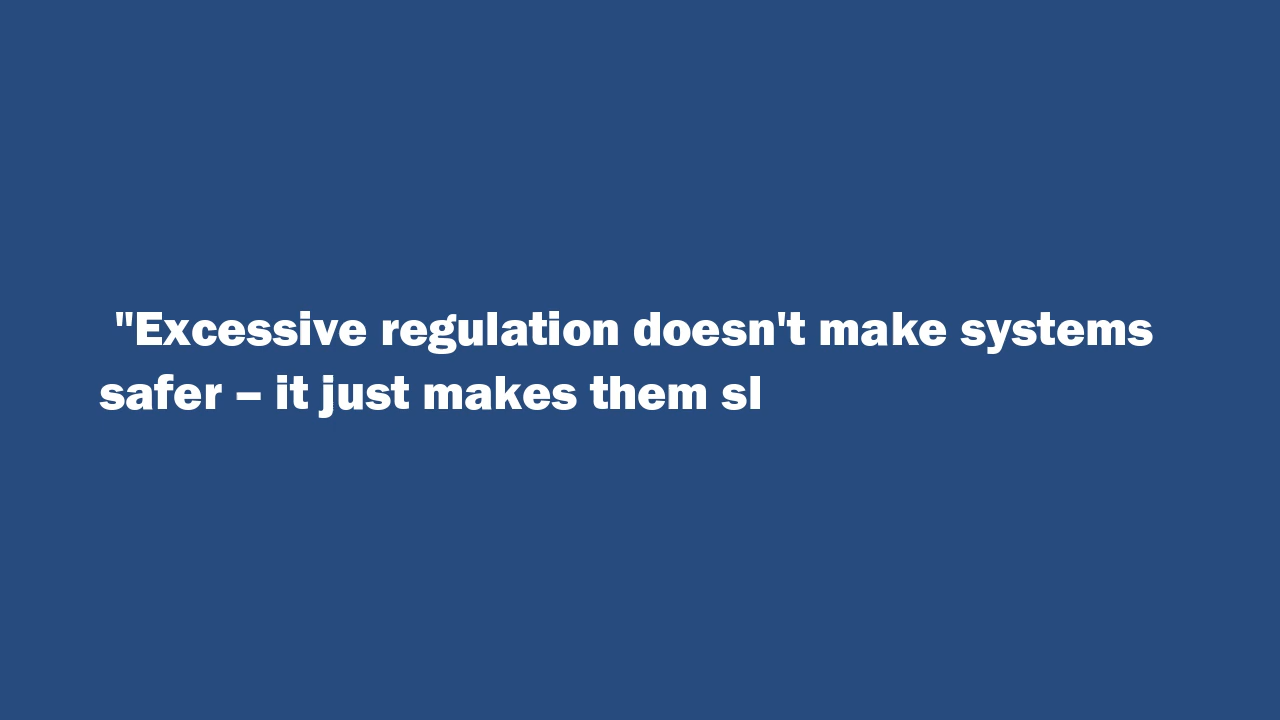 "Excessive regulation doesn't make systems
safer – it just makes them sl